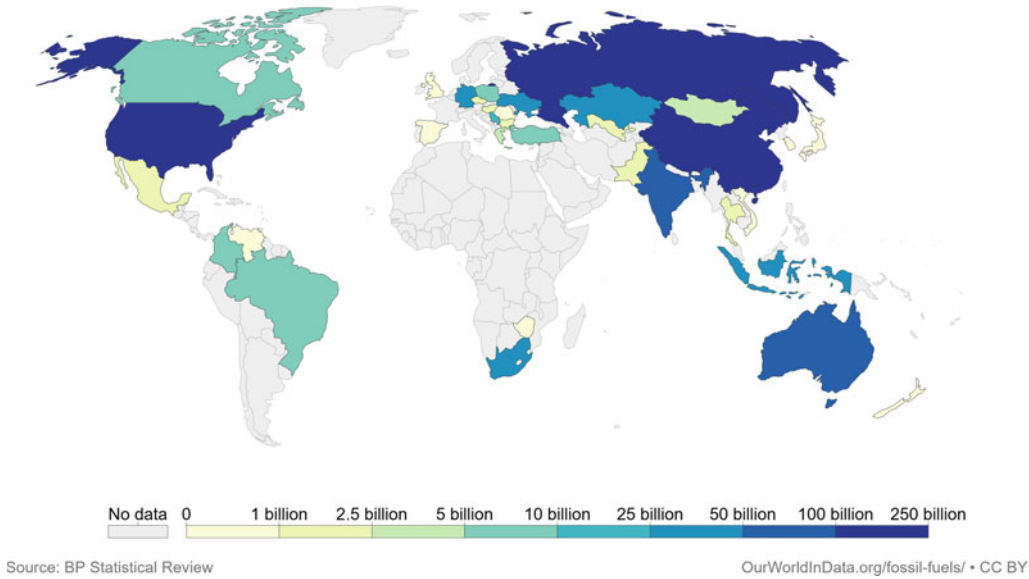 No data 0 1 billion 2.5 billion 5 billion 10 billion 25 billion 50 billion 100 billion 250 billion
Source: BP Statistical Review OurWorldInData.org/fossil-fuels/ • CC BY